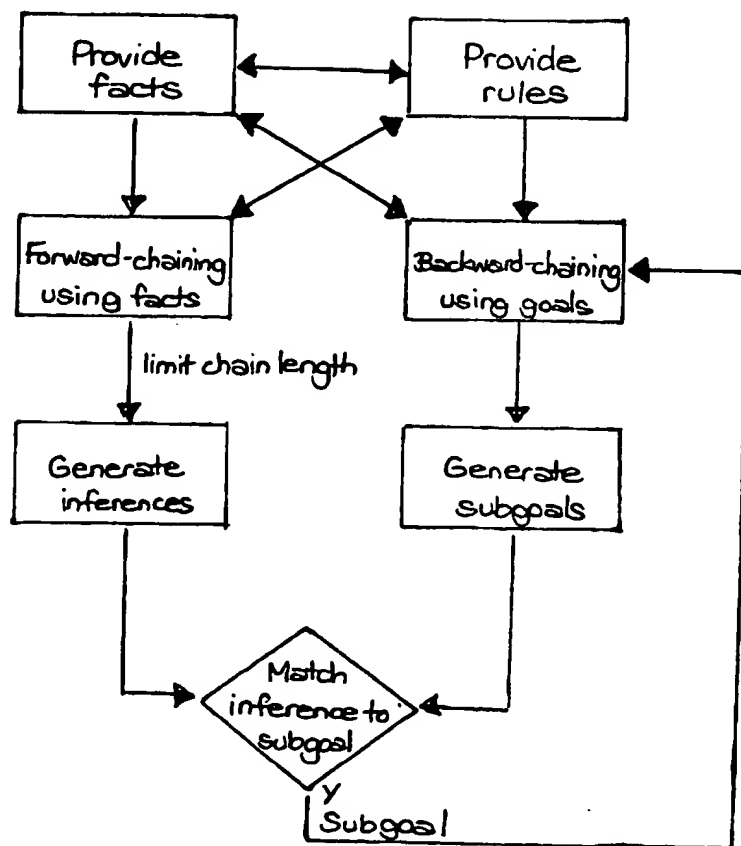 Provide
facts
Provide
rules
Forward-chaining
using facts
Backward-chaining
using goals
limit chain length
Generate
inferences
Generate
subgoals
Match
inference to
subgoal
Y
Subgoal